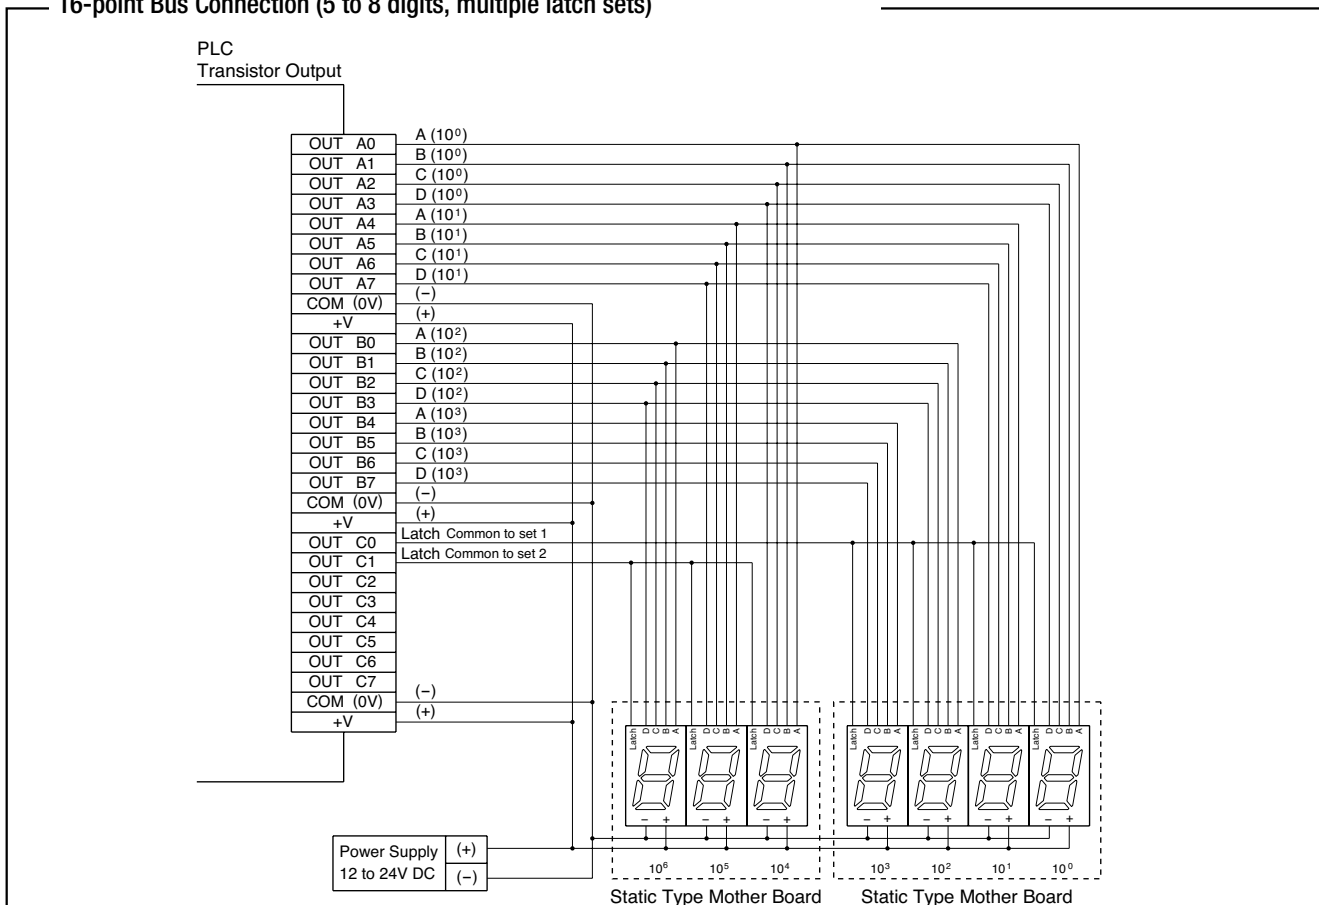 16-point Bus Connection (5 to 8 digits, multiple latch sets)
PLC
Transistor Output
OUT A0 A (10⁰)
OUT A1 B (10⁰)
OUT A2 C (10⁰)
OUT A3 D (10⁰)
OUT A4 A (10¹)
OUT A5 B (10¹)
OUT A6 C (10¹)
OUT A7 D (10¹)
COM (0V) (−)
+V (+)
OUT B0 A (10²)
OUT B1 B (10²)
OUT B2 C (10²)
OUT B3 D (10²)
OUT B4 A (10³)
OUT B5 B (10³)
OUT B6 C (10³)
OUT B7 D (10³)
COM (0V) (−)
+V (+)
OUT C0 Latch Common to set 1
OUT C1 Latch Common to set 2
OUT C2
OUT C3
OUT C4
OUT C5
OUT C6
OUT C7
COM (0V) (−)
+V (+)
Latch D C B A Latch D C B A Latch D C B A Latch D C B A Latch D C B A Latch D C B A Latch D C B A
− + − + − + − + − + − + − +
Power Supply (+)
12 to 24V DC (−)
10⁶ 10⁵ 10⁴ 10³ 10² 10¹ 10⁰
Static Type Mother Board Static Type Mother Board